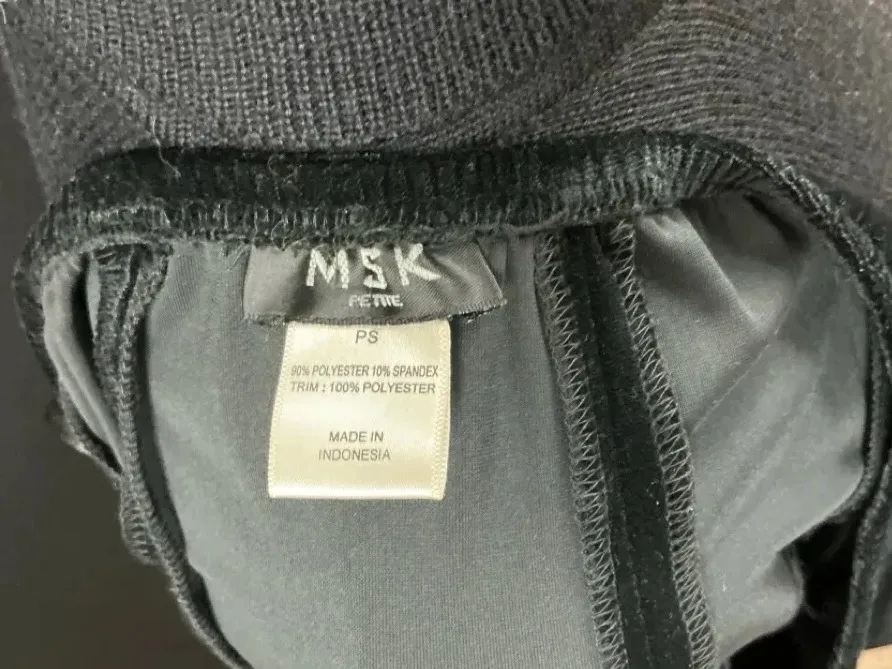 MSK
PETITE
PS
90% POLYESTER 10% SPANDEX
TRIM : 100% POLYESTER
MADE IN
INDONESIA